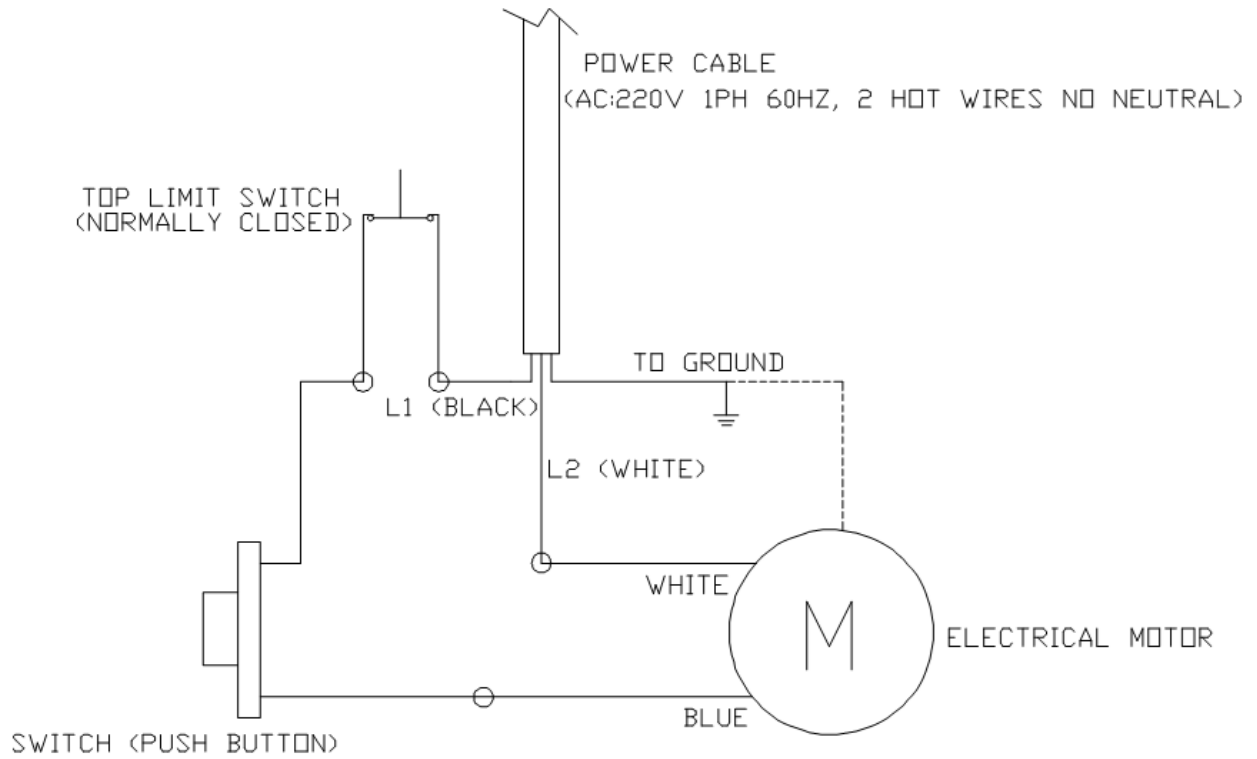 POWER CABLE
(AC:220V 1PH 60HZ, 2 HOT WIRES NO NEUTRAL)
TOP LIMIT SWITCH
(NORMALLY CLOSED)
TO GROUND
L1 (BLACK)
L2 (WHITE)
WHITE
M
ELECTRICAL MOTOR
BLUE
SWITCH (PUSH BUTTON)